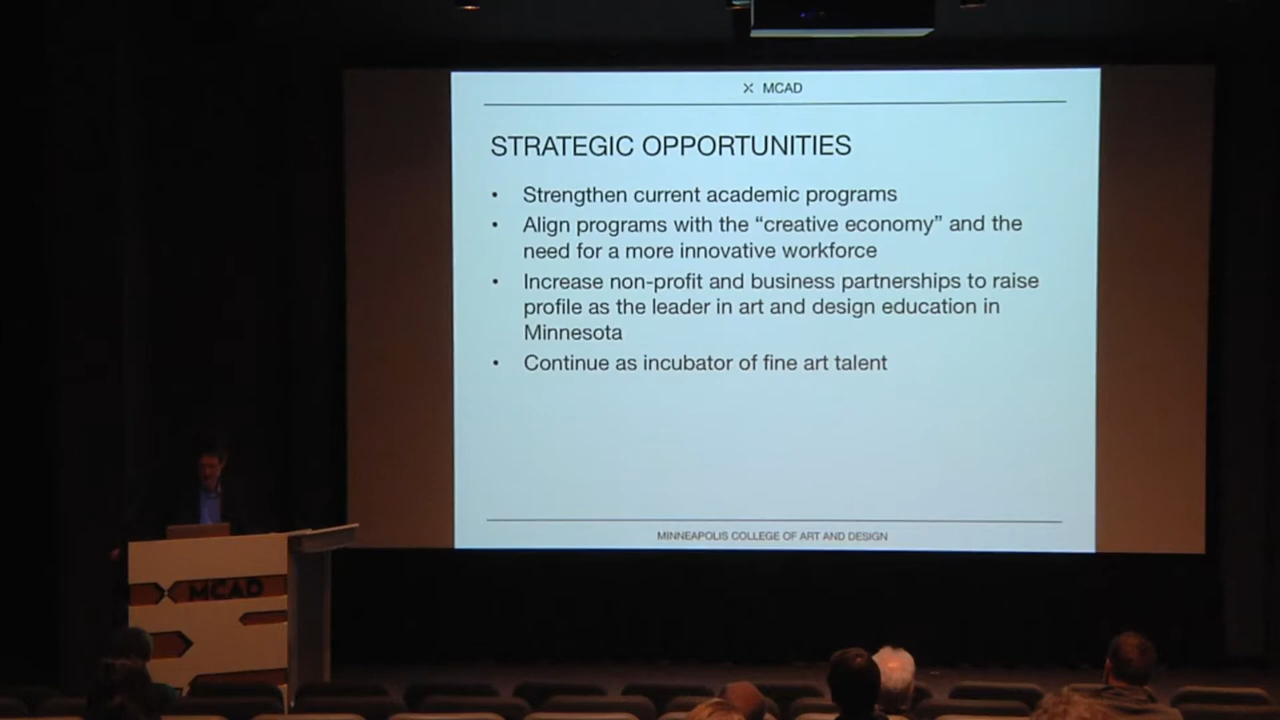 MCAD
STRATEGIC OPPORTUNITIES
• Strengthen current academic programs
• Align programs with the “creative economy” and the
need for a more innovative workforce
• Increase non-profit and business partnerships to raise
profile as the leader in art and design education in
Minnesota
• Continue as incubator of fine art talent
MINNEAPOLIS COLLEGE OF ART AND DESIGN
MCAD